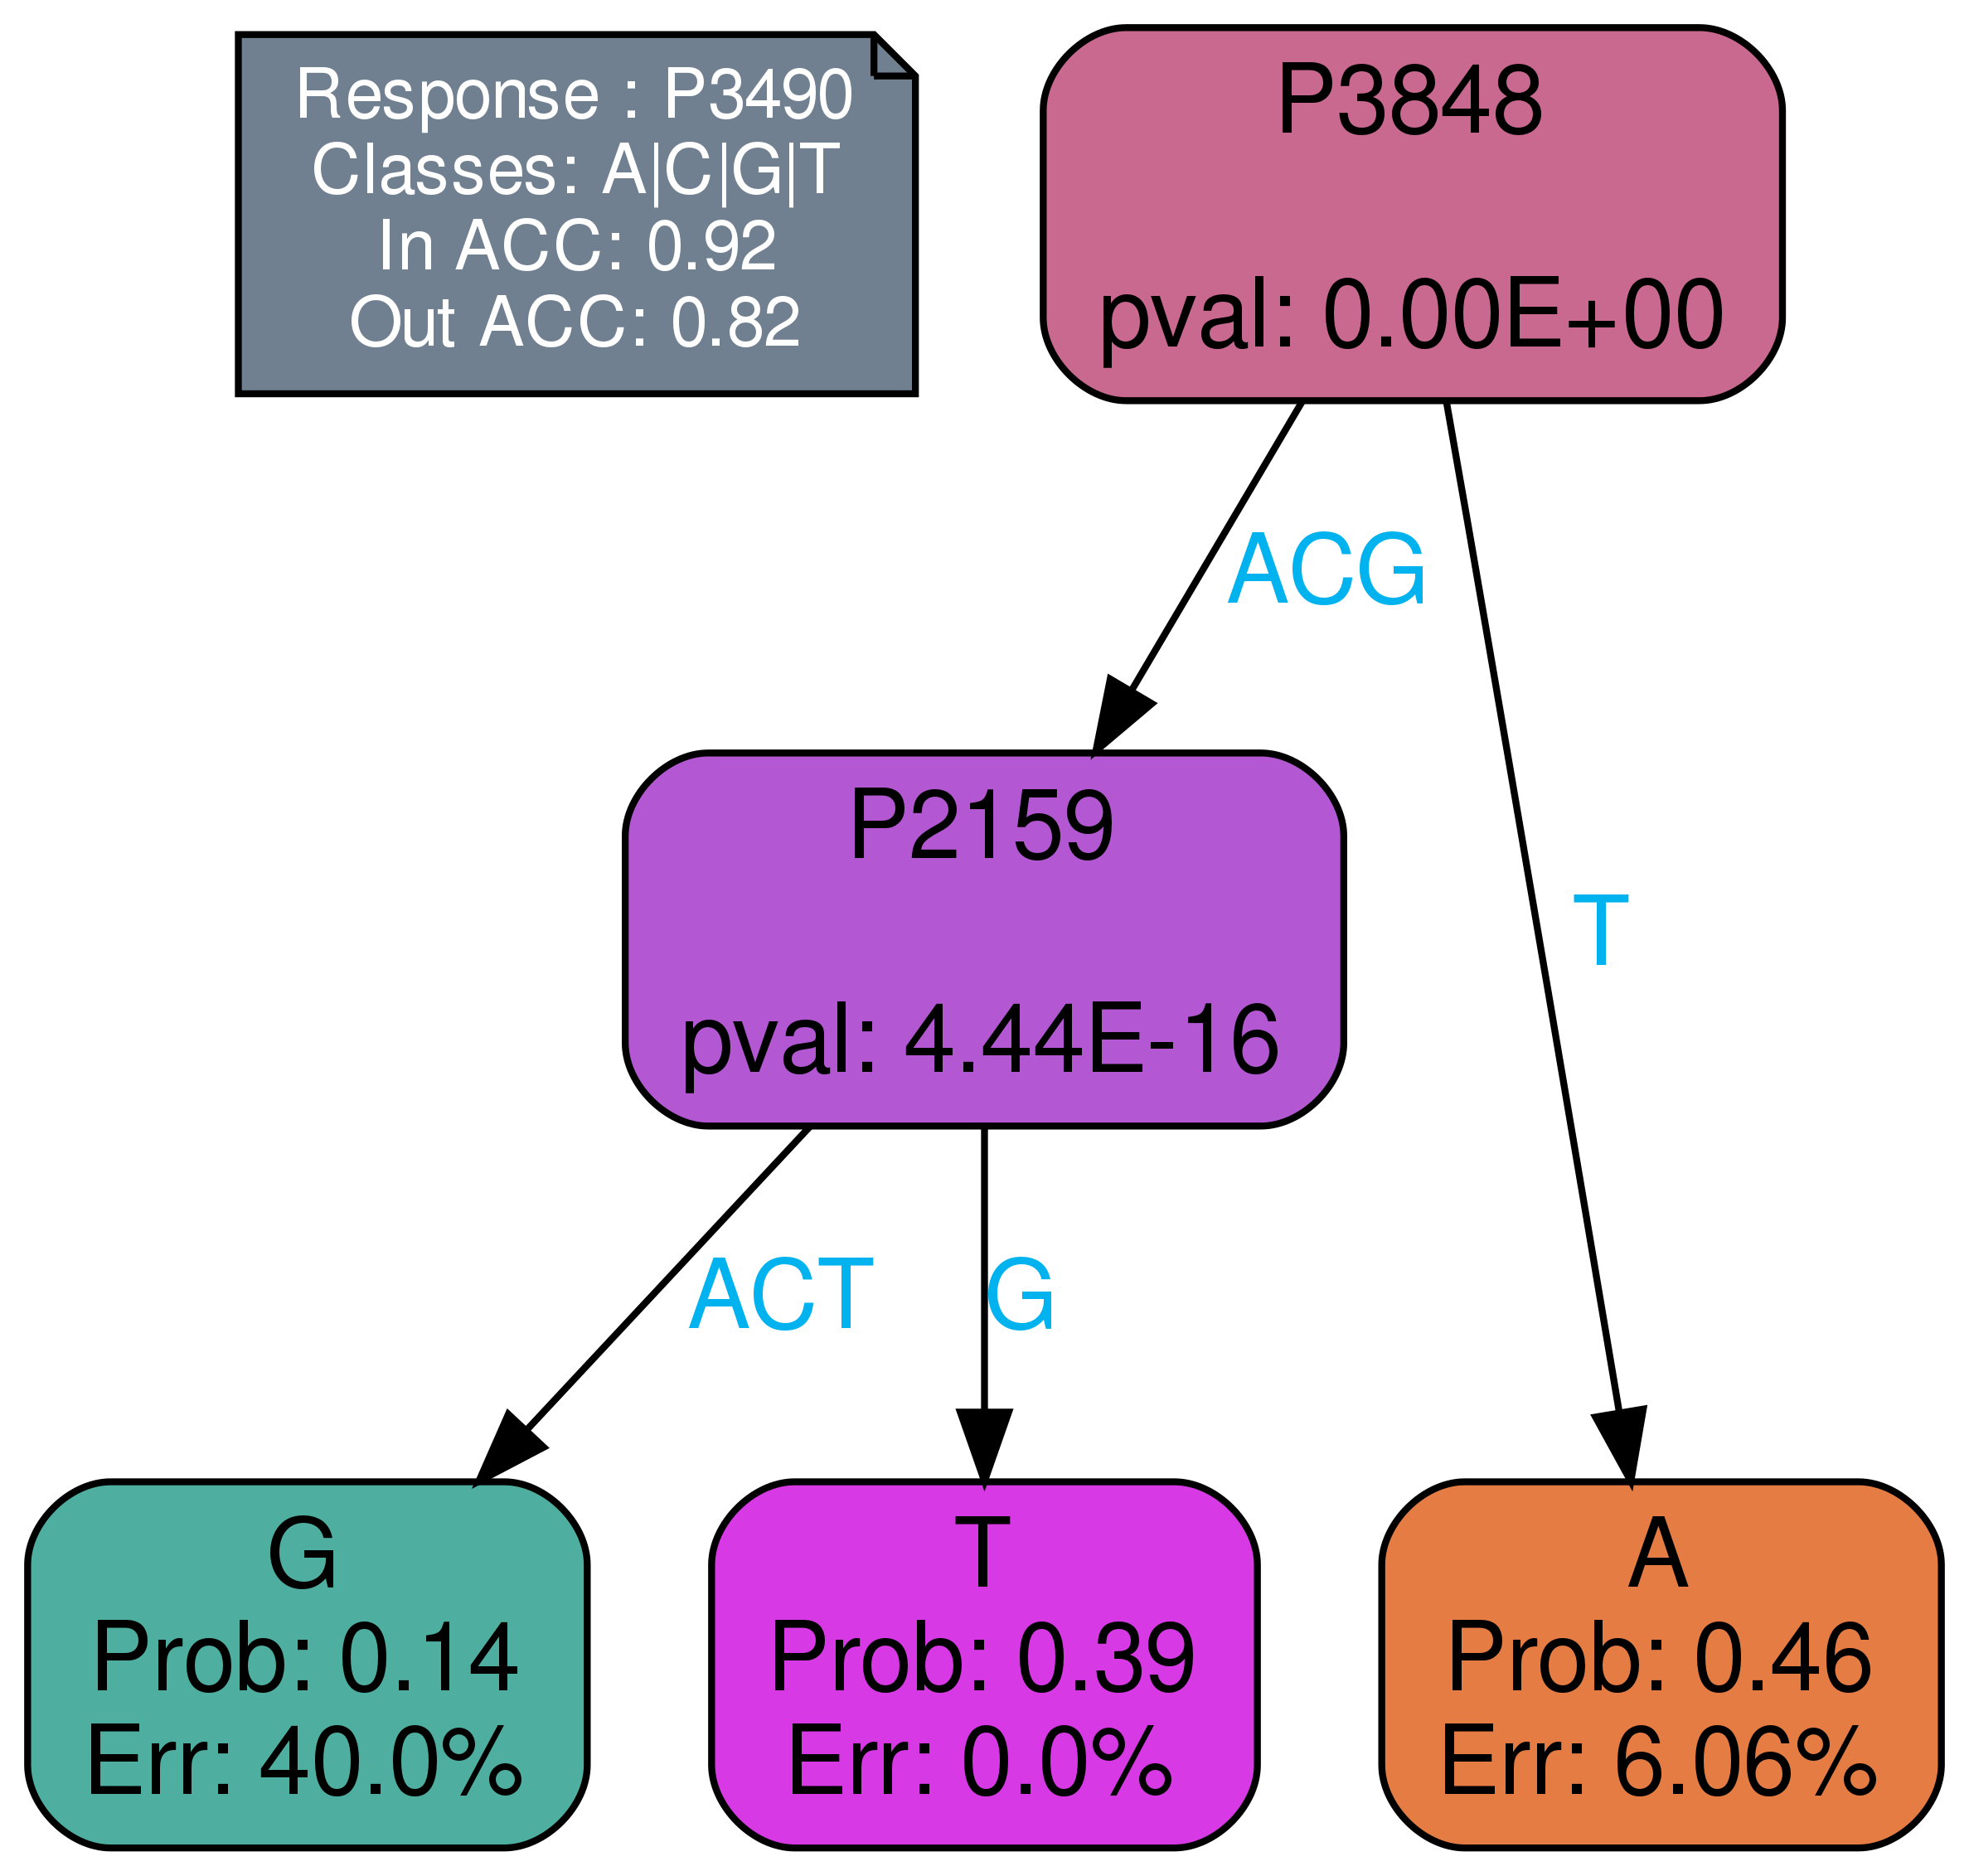 Response : P3490
Classes: A|C|G|T
In ACC: 0.92
Out ACC: 0.82
P3848
pval: 0.00E+00
ACG
T
P2159
pval: 4.44E-16
ACT
G
G
Prob: 0.14
Err: 40.0%
T
Prob: 0.39
Err: 0.0%
A
Prob: 0.46
Err: 6.06%